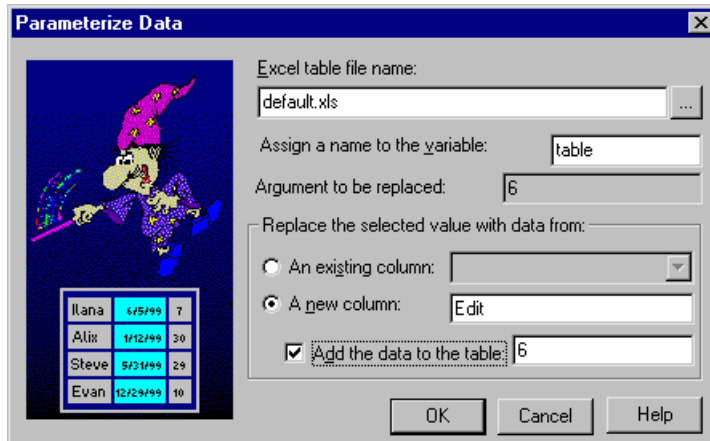 Parameterize Data
Excel table file name:
default.xls
...
Assign a name to the variable: table
Argument to be replaced: 6
Replace the selected value with data from:
An existing column:
A new column: Edit
Add the data to the table: 6
Ilana 6/5/99 7
Alix 1/12/99 30
Steve 5/31/99 29
Evan 12/29/99 10
OK Cancel Help